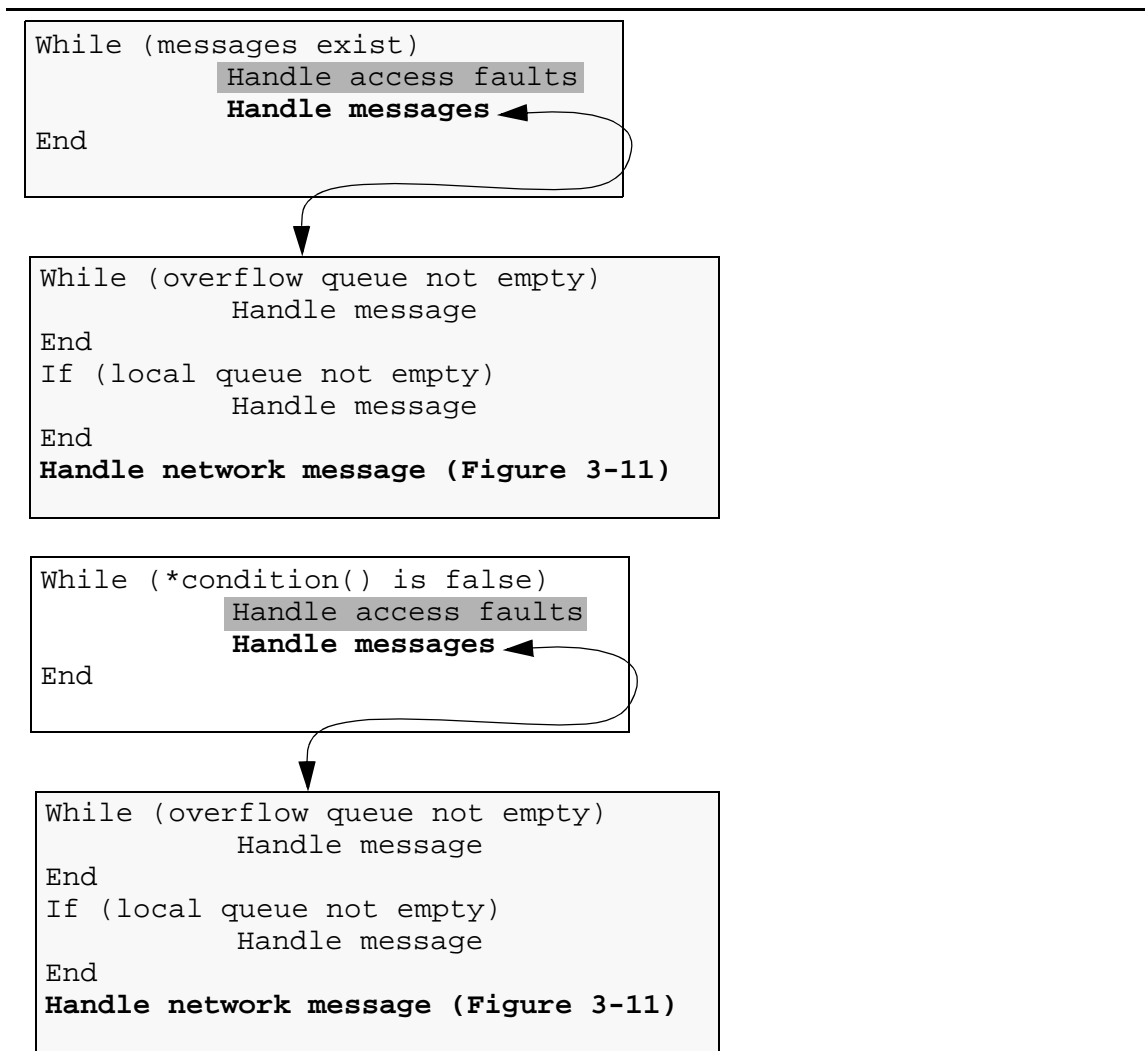 While (messages exist)
Handle access faults
Handle messages
End
While (overflow queue not empty)
Handle message
End
If (local queue not empty)
Handle message
End
Handle network message (Figure 3-11)
While (*condition() is false)
Handle access faults
Handle messages
End
While (overflow queue not empty)
Handle message
End
If (local queue not empty)
Handle message
End
Handle network message (Figure 3-11)